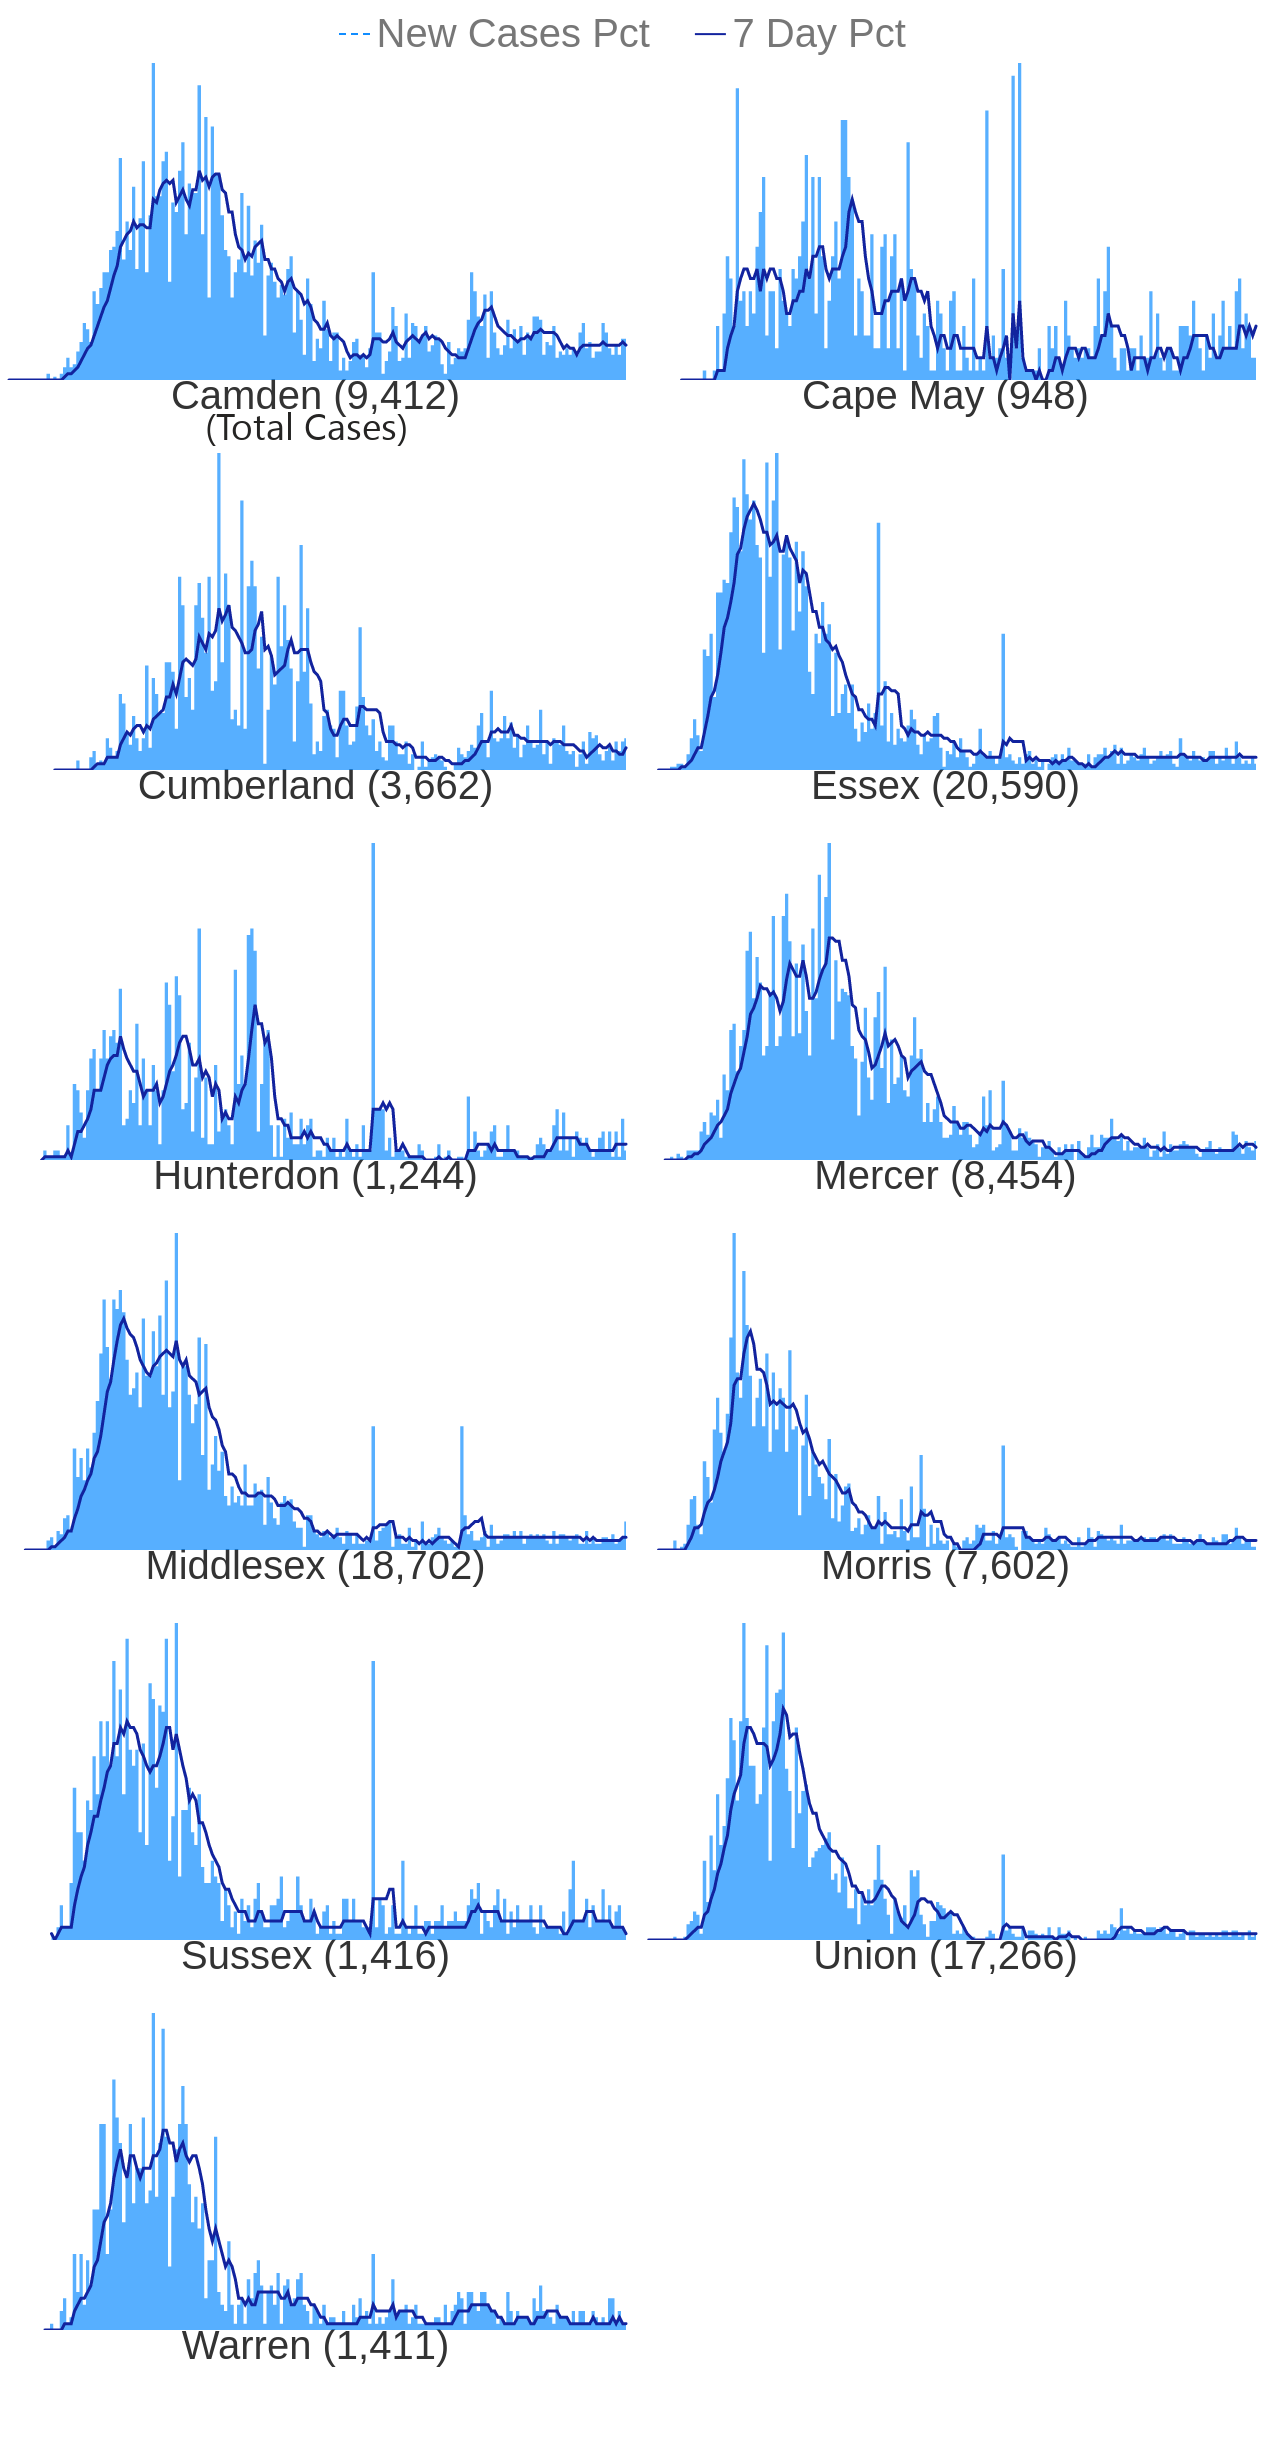 New Cases Pct 7 Day Pct
Camden (9,412) Cape May (948)
(Total Cases)
Cumberland (3,662) Essex (20,590)
Hunterdon (1,244) Mercer (8,454)
Middlesex (18,702) Morris (7,602)
Sussex (1,416) Union (17,266)
Warren (1,411)